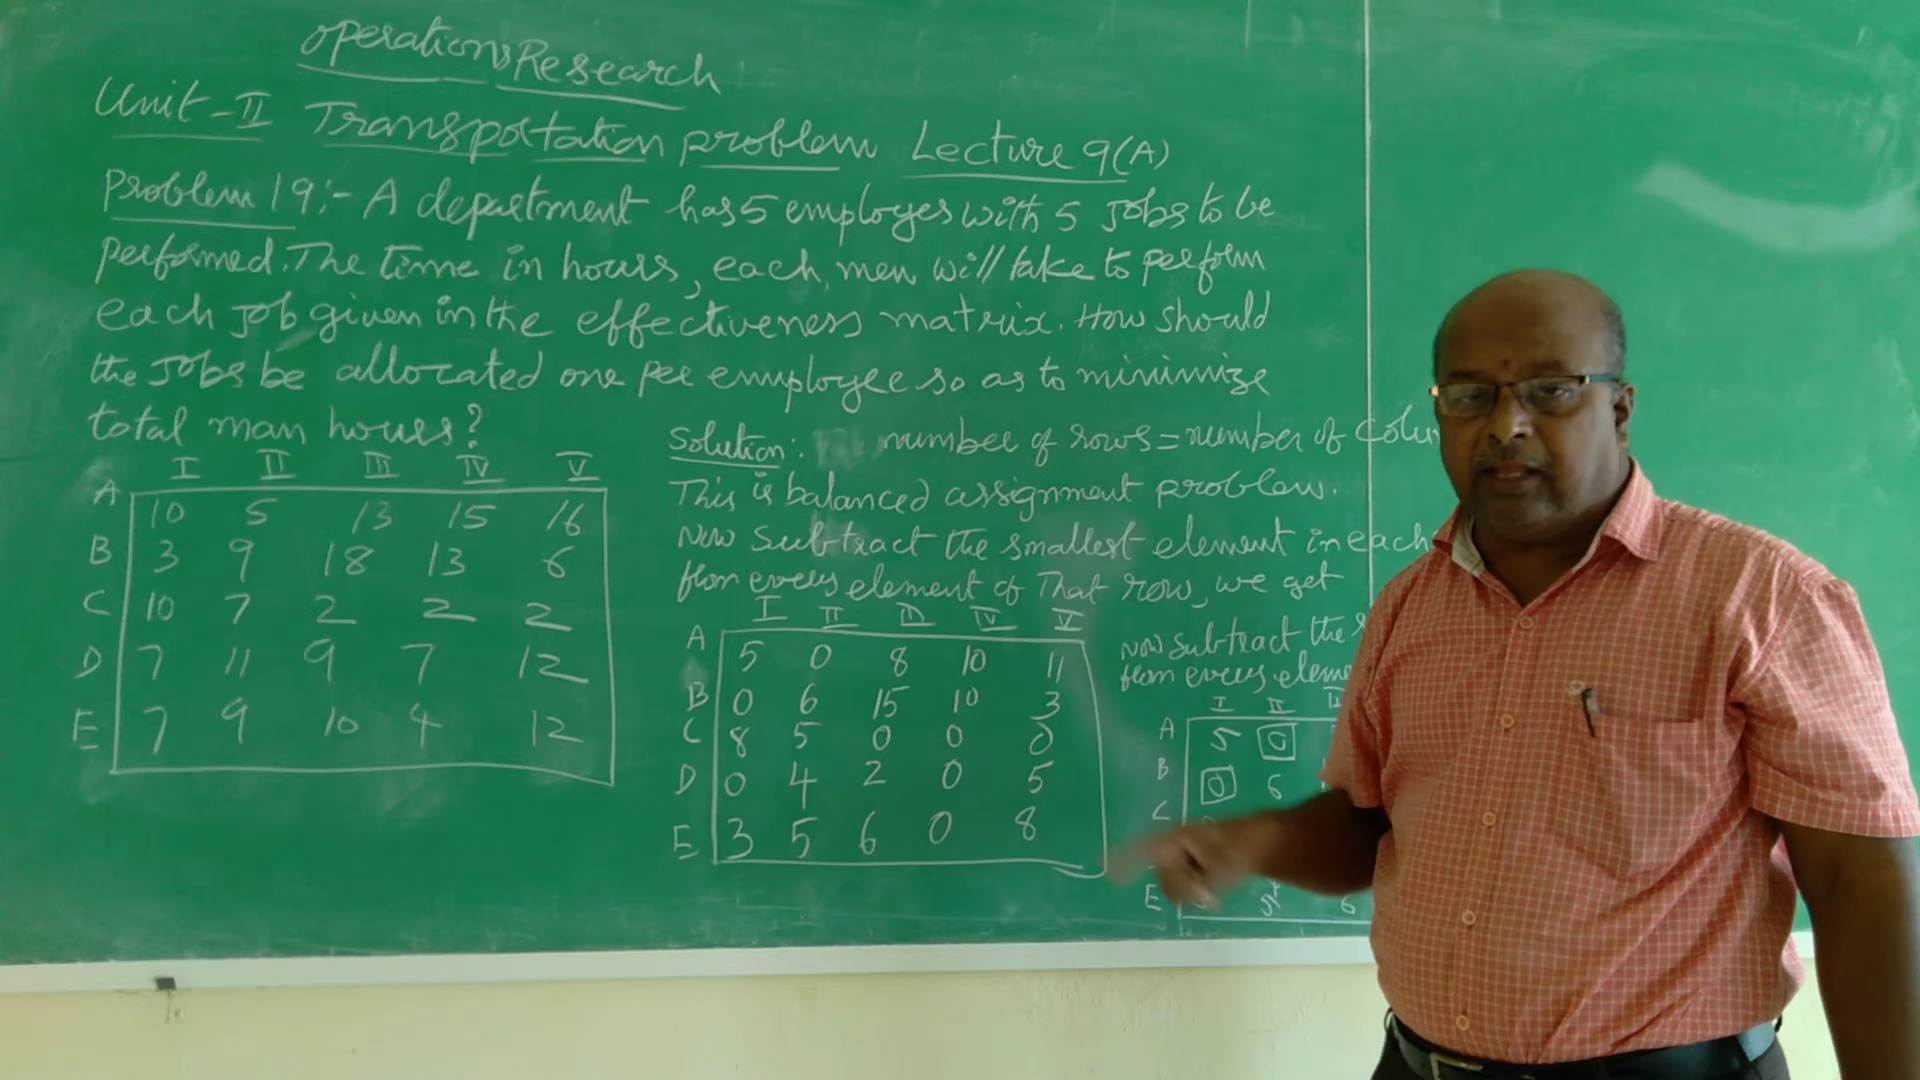 Operations Research
Unit-II Transpotation problem Lecture 9(A)
Problem 19:- A department has 5 employes with 5 jobs to be
performed. The time in hours, each men will take to perform
each job given in the effectiveness matrix. How should
the jobs be allocated one per employee so as to minimize
total man hours?
I II III IV V
A 10 5 13 15 16
B 3 9 18 13 6
C 10 7 2 2 2
D 7 11 9 7 12
E 7 9 10 4 12
Solution: number of rows = number of
This is balanced assignment problem.
Now Subtract the smallest element in each
from every element of That row, we get
I II III IV V
A 5 0 8 10 11
B 0 6 15 10 3
C 8 5 0 0 0
D 0 4 2 0 5
E 3 5 6 0 8
Now Subtract the
from every
I II
A 5 0
B 0 6
C
E 5 6